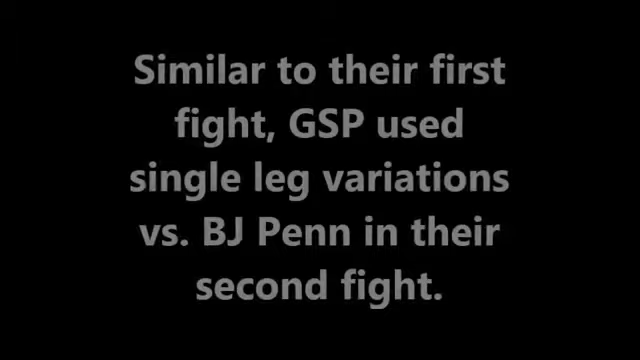 Similar to their first
fight, GSP used
single leg variations
vs. BJ Penn in their
second fight.